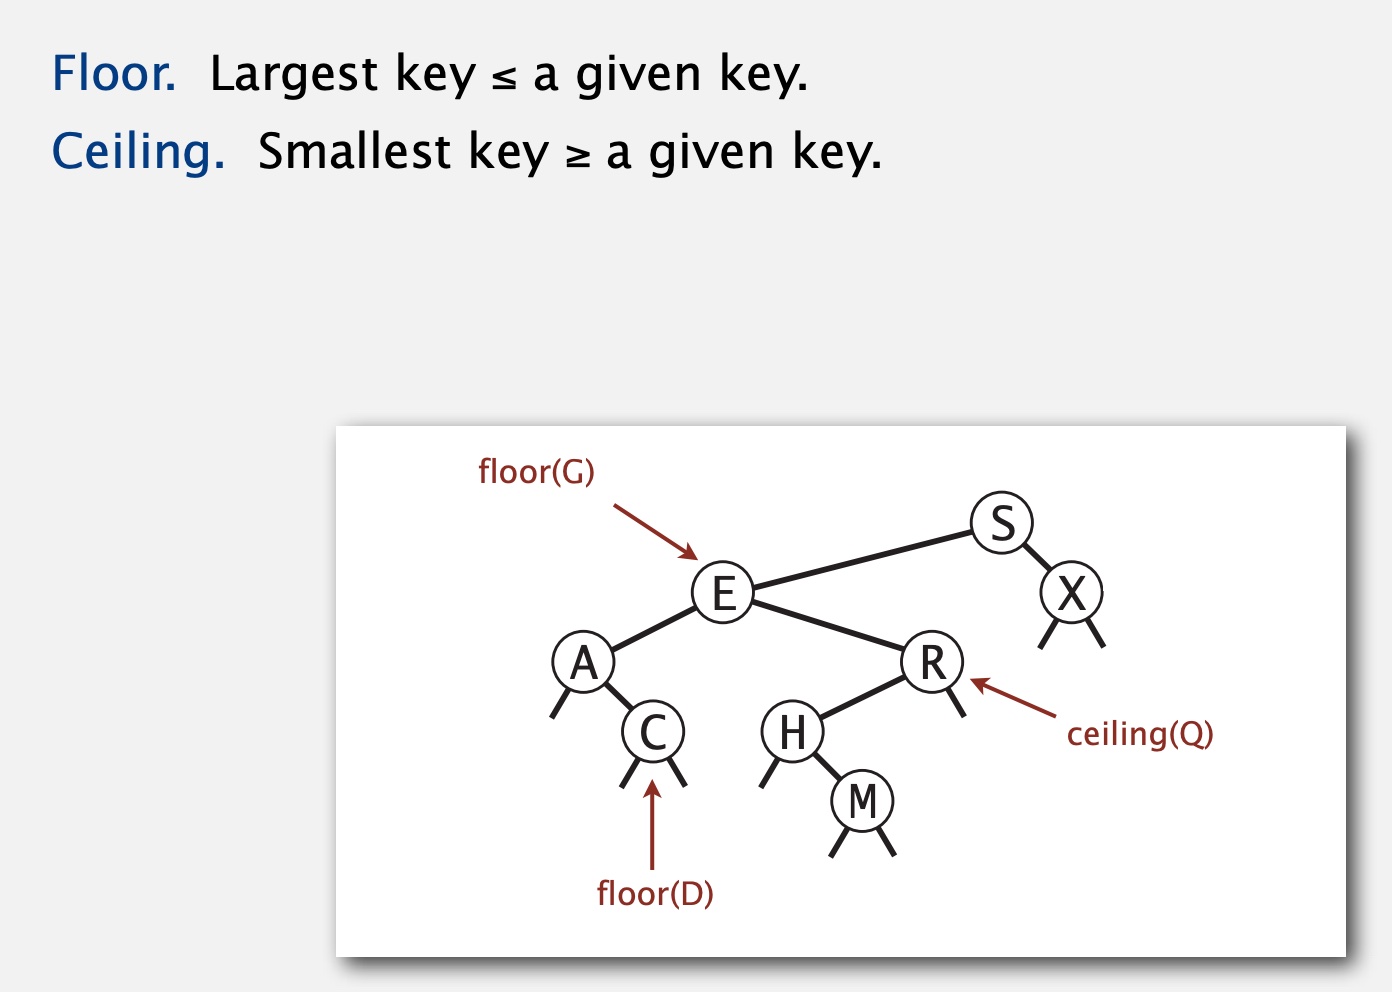 Floor. Largest key ≤ a given key.
Ceiling. Smallest key ≥ a given key.
floor(G)
S
E
X
A
R
C
H
ceiling(Q)
M
floor(D)